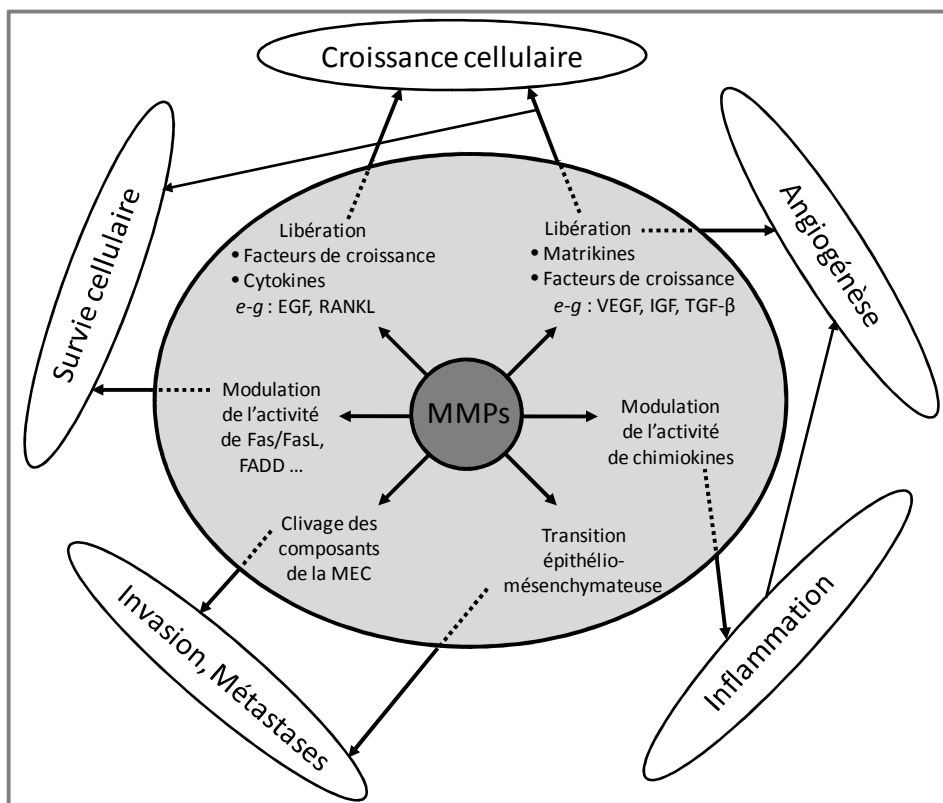 Croissance cellulaire
Survie cellulaire
Angiogénèse
Libération
• Facteurs de croissance
• Cytokines
e-g : EGF, RANKL
Libération
• Matrikines
• Facteurs de croissance
e-g : VEGF, IGF, TGF-β
MMPs
Modulation
de l'activité
de Fas/FasL,
FADD ...
Modulation
de l'activité
de chimiokines
Clivage des
composants
de la MEC
Transition
épithélio-
mésenchymateuse
Invasion, Métastases
Inflammation